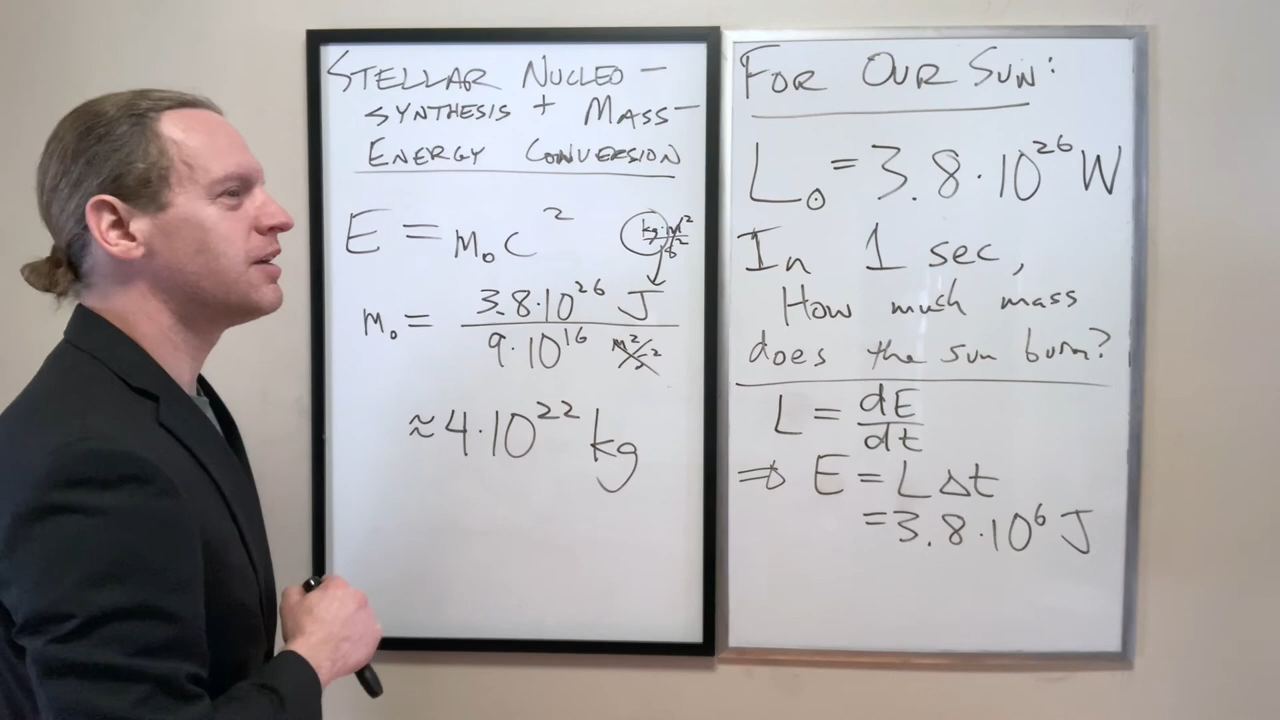 STELLAR NUCLEO-
SYNTHESIS + MASS-
ENERGY CONVERSION
E = m₀c²
kg·m²/s²
m₀ = 3.8·10²⁶ J / 9·10¹⁶ m²/s²
≈4·10²² kg
FOR OUR SUN:
L⊙ = 3.8·10²⁶ W
In 1 sec,
How much mass
does the sun burn?
L = dE/dt
⇒ E = LΔt
= 3.8·10⁶ J